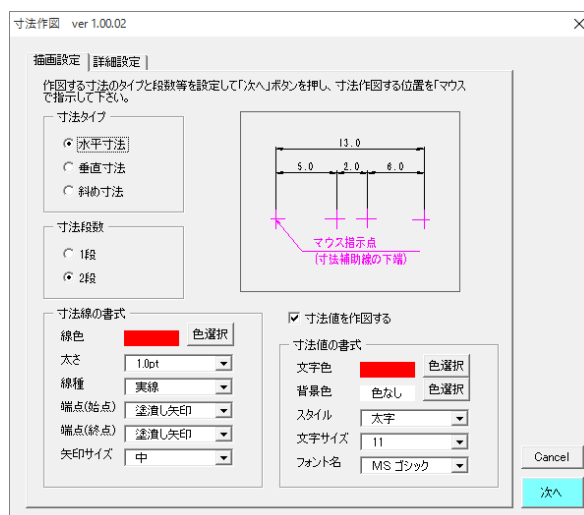 寸法作図 ver 1.00.02
描画設定
詳細設定
作図する寸法のタイプと段数等を設定して「次へ」ボタンを押し、寸法作図する位置を「マウス
で指示して下さい。
寸法タイプ
水平寸法
垂直寸法
斜め寸法
13.0
5.0 2.0 6.0
マウス指示点
(寸法補助線の下端)
寸法段数
1段
2段
寸法線の書式
線色 色選択
太さ 1.0pt
線種 実線
端点(始点) 塗潰し矢印
端点(終点) 塗潰し矢印
矢印サイズ 中
寸法値を作図する
寸法値の書式
文字色 色選択
背景色 色なし 色選択
スタイル 太字
文字サイズ 11
フォント名 MS ゴシック
Cancel
次へ